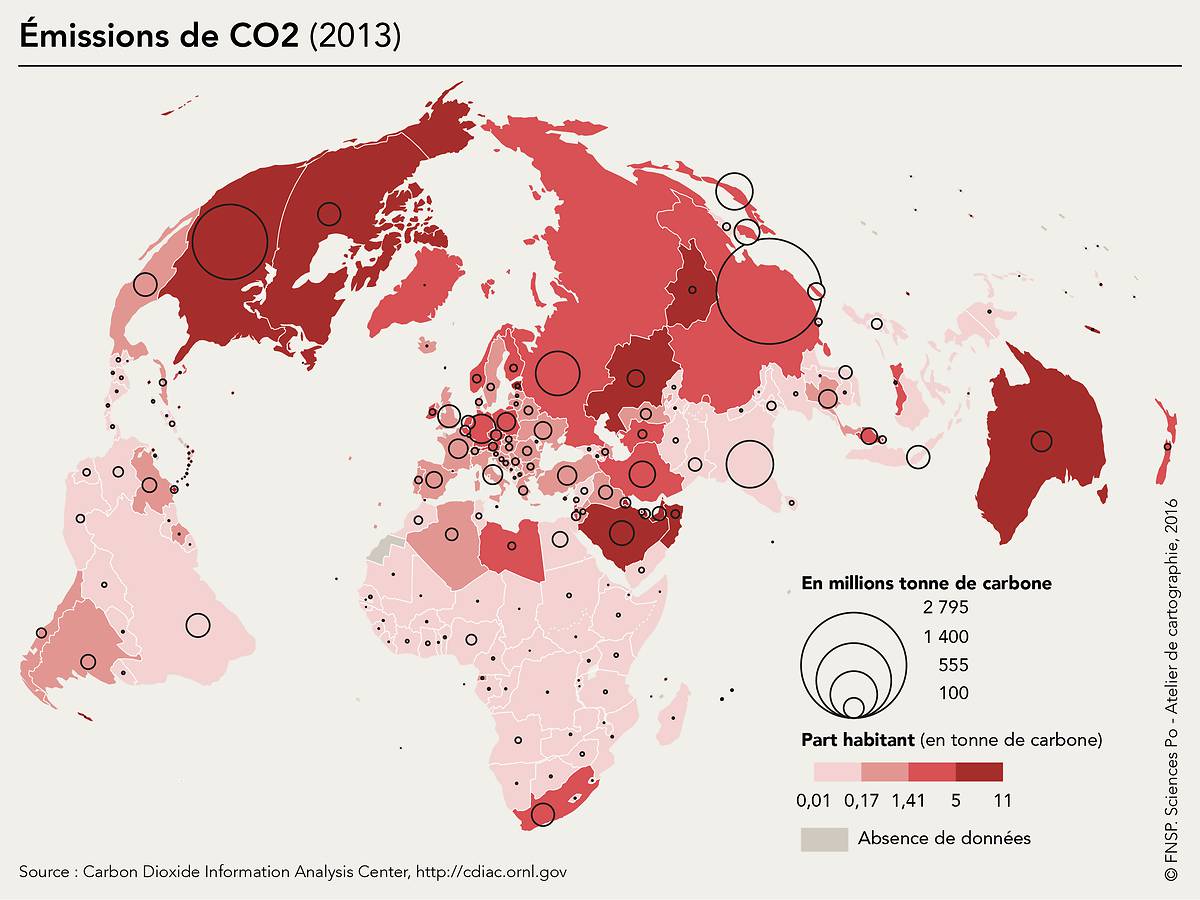 Émissions de CO2 (2013)
En millions tonne de carbone
2 795
1 400
555
100
Part habitant (en tonne de carbone)
0,01 0,17 1,41 5 11
Absence de données
Source : Carbon Dioxide Information Analysis Center, http://cdiac.ornl.gov
© FNSP. Sciences Po - Atelier de cartographie, 2016